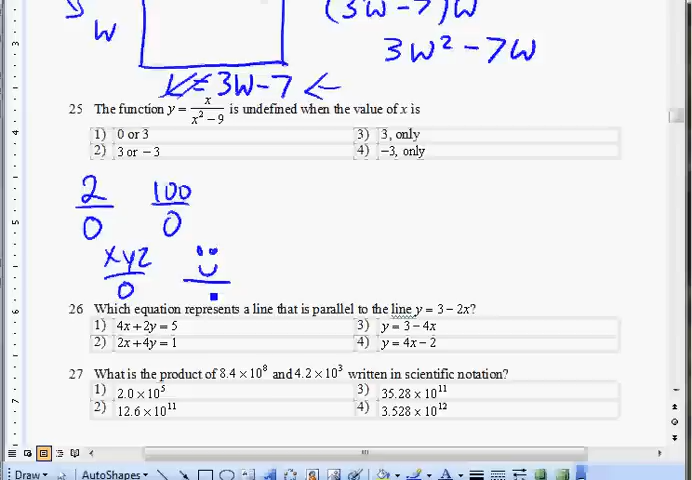 (3W-7)W
W
3W² - 7W
L = 3W-7 ←
25 The function y = x/(x² − 9) is undefined when the value of x is
1) 0 or 3 3) 3, only
2) 3 or −3 4) −3, only
2/0 100/0
xyz/0
26 Which equation represents a line that is parallel to the line y = 3 − 2x?
1) 4x + 2y = 5 3) y = 3 − 4x
2) 2x + 4y = 1 4) y = 4x − 2
27 What is the product of 8.4 × 10⁸ and 4.2 × 10³ written in scientific notation?
1) 2.0 × 10⁵ 3) 35.28 × 10¹¹
2) 12.6 × 10¹¹ 4) 3.528 × 10¹²
Draw AutoShapes